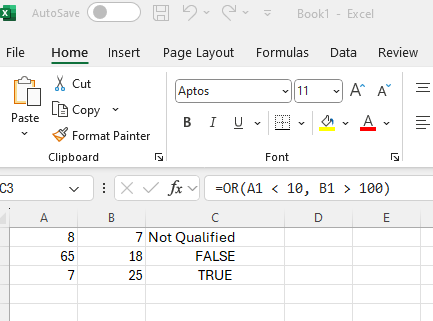 AutoSave Book1 - Excel
File Home Insert Page Layout Formulas Data Review
Paste
Cut
Copy
Format Painter
Clipboard
Aptos 11 A A
B I U A
Font
C3 fx =OR(A1 < 10, B1 > 100)
A B C D E
8 7 Not Qualified
65 18 FALSE
7 25 TRUE